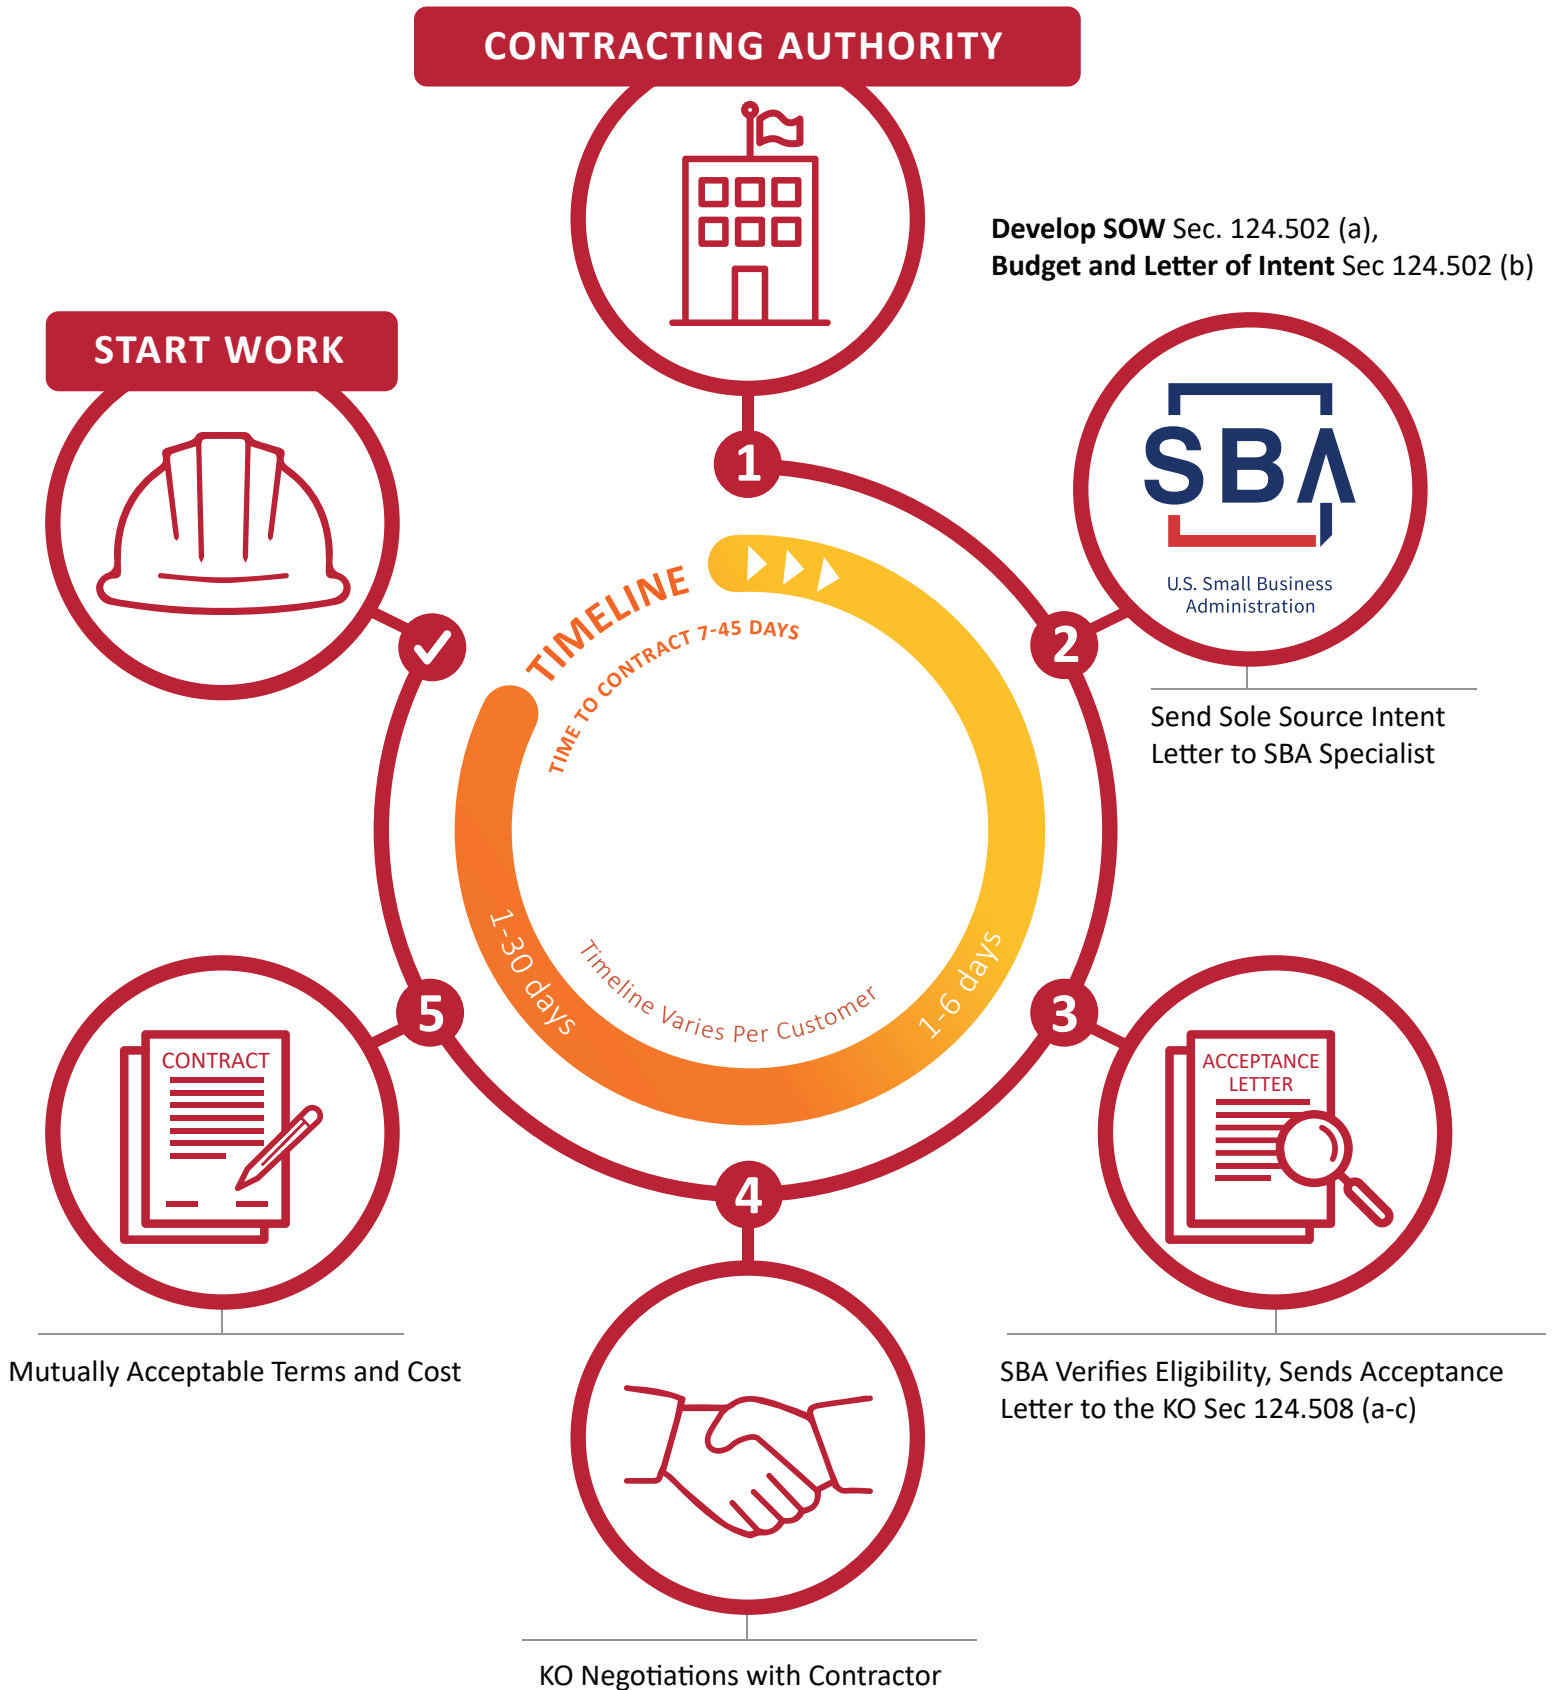 CONTRACTING AUTHORITY
1
Develop SOW Sec. 124.502 (a),
Budget and Letter of Intent Sec 124.502 (b)
START WORK
SBA
U.S. Small Business
Administration
2
Send Sole Source Intent
Letter to SBA Specialist
TIMELINE
TIME TO CONTRACT 7-45 DAYS
1-6 days
1-30 days
Timeline Varies Per Customer
3
ACCEPTANCE
LETTER
SBA Verifies Eligibility, Sends Acceptance
Letter to the KO Sec 124.508 (a-c)
4
KO Negotiations with Contractor
5
CONTRACT
Mutually Acceptable Terms and Cost